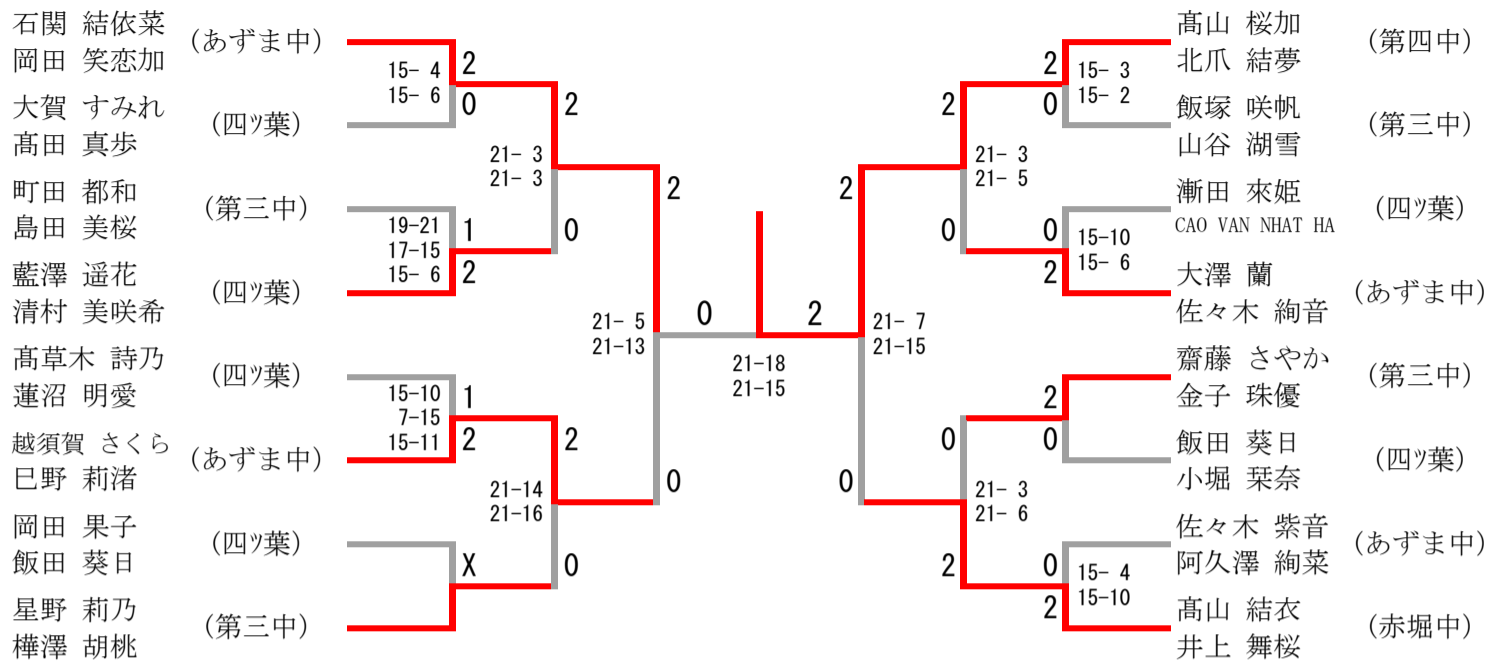 石関 結依菜
岡田 笑恋加
(あずま中)
大賀 すみれ
髙田 真歩
(四ツ葉)
町田 都和
島田 美桜
(第三中)
藍澤 遥花
清村 美咲希
(四ツ葉)
髙草木 詩乃
蓮沼 明愛
(四ツ葉)
越須賀 さくら
巳野 莉渚
(あずま中)
岡田 果子
飯田 葵日
(四ツ葉)
星野 莉乃
樺澤 胡桃
(第三中)
15- 4
15- 6
2
0
19-21
17-15
15- 6
1
2
15-10
7-15
15-11
1
2
X
21- 3
21- 3
2
0
21-14
21-16
2
0
21- 5
21-13
2
0
0
2
21-18
21-15
21- 7
21-15
2
0
21- 3
21- 5
2
0
21- 3
21- 6
0
2
15- 3
15- 2
2
0
15-10
15- 6
0
2
2
0
15- 4
15-10
0
2
髙山 桜加
北爪 結夢
(第四中)
飯塚 咲帆
山谷 湖雪
(第三中)
漸田 來姫
CAO VAN NHAT HA
(四ツ葉)
大澤 蘭
佐々木 絢音
(あずま中)
齋藤 さやか
金子 珠優
(第三中)
飯田 葵日
小堀 栞奈
(四ツ葉)
佐々木 紫音
阿久澤 絢菜
(あずま中)
髙山 結衣
井上 舞桜
(赤堀中)